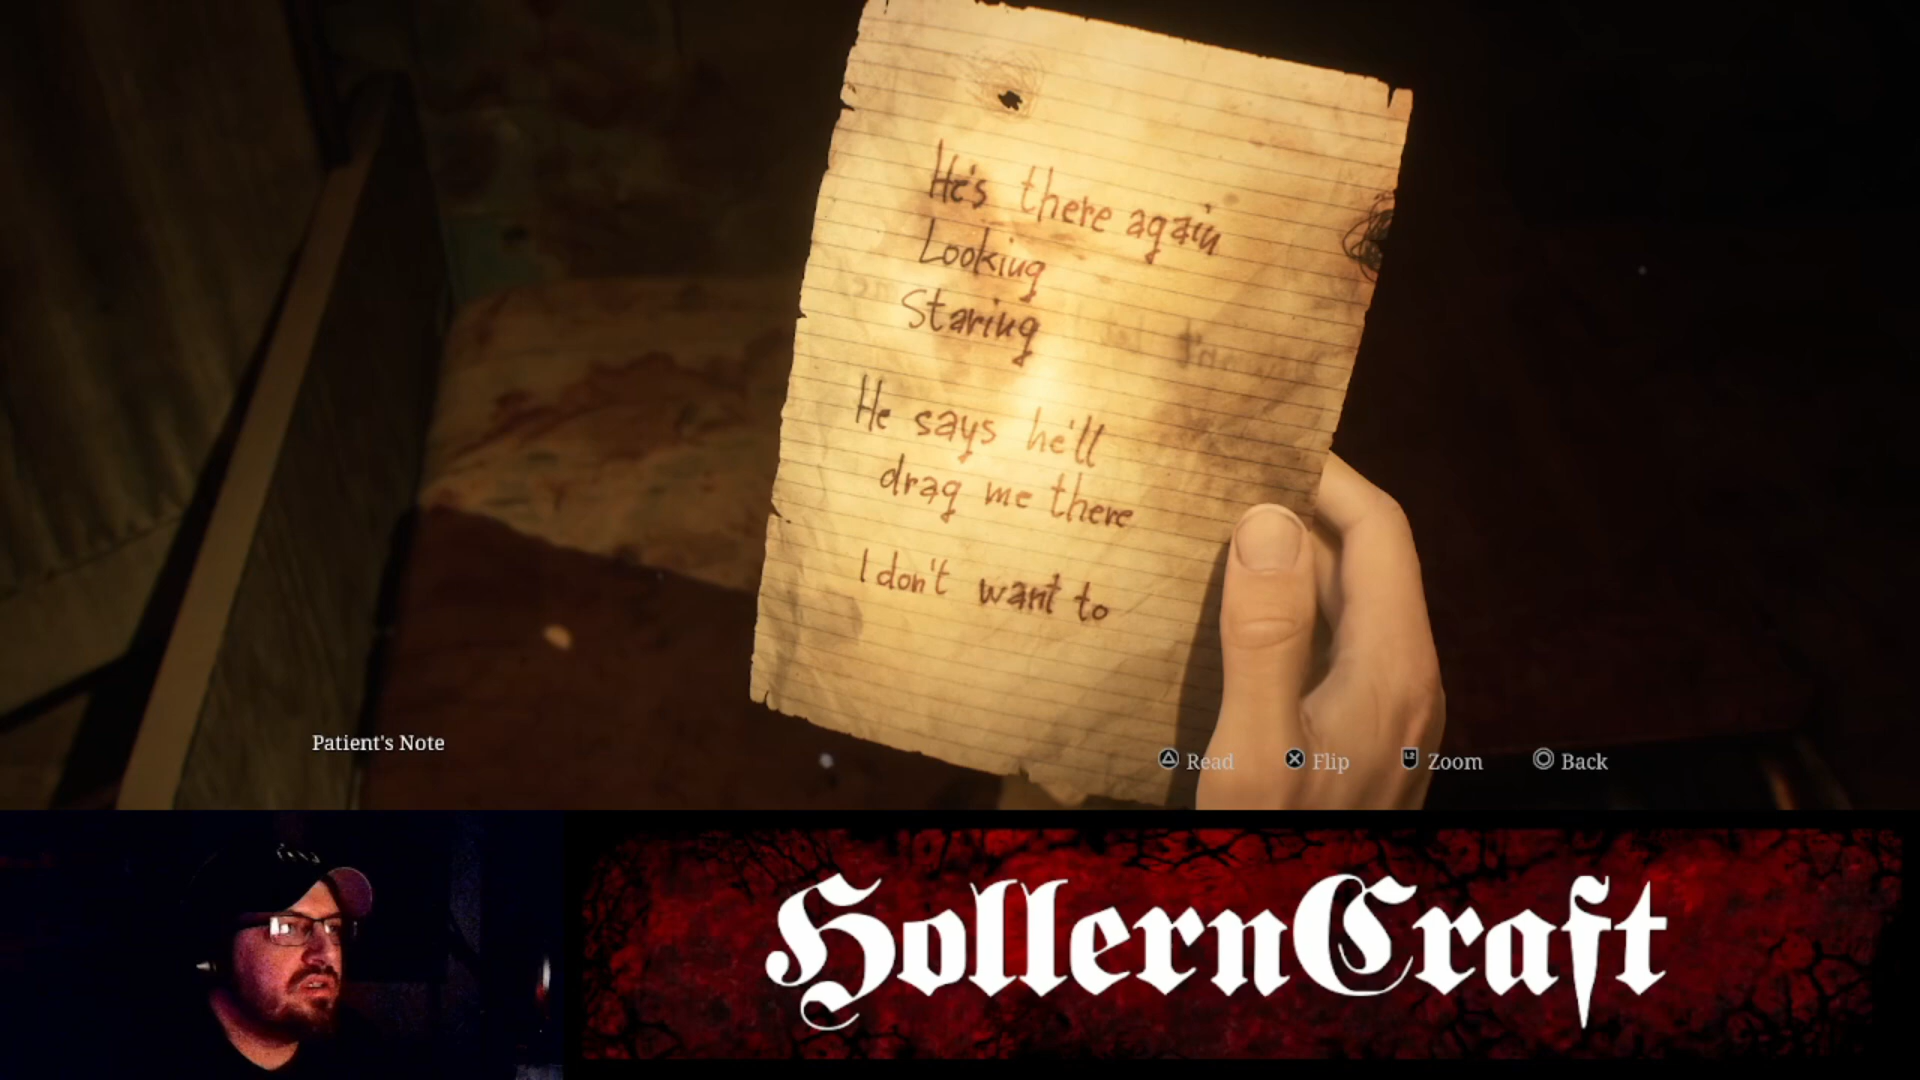 He's there again
Looking
Staring
He says he'll
drag me there
I don't want to
Patient's Note
Read
Flip
L2
Zoom
Back
HollernCraft